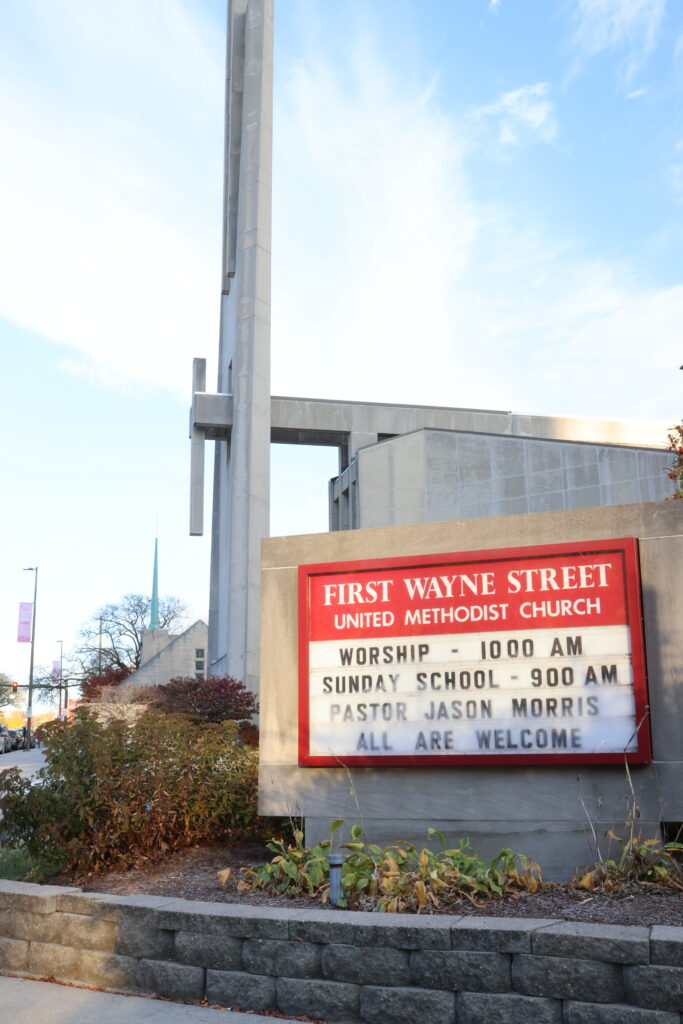 FIRST WAYNE STREET
UNITED METHODIST CHURCH
WORSHIP - 1000 AM
SUNDAY SCHOOL - 900 AM
PASTOR JASON MORRIS
ALL ARE WELCOME